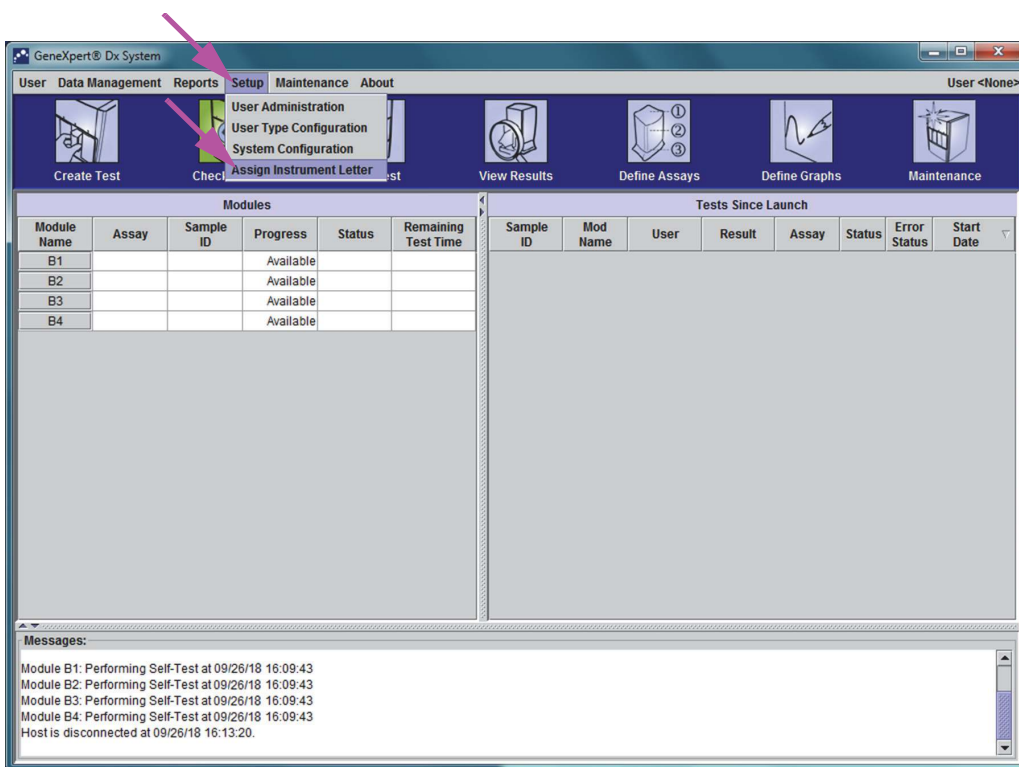 GeneXpert® Dx System
User Data Management Reports Setup Maintenance About User <None>
User Administration
User Type Configuration
System Configuration
Assign Instrument Letter
Create Test Chec st View Results Define Assays Define Graphs Maintenance
Modules
Module Name Assay Sample ID Progress Status Remaining Test Time
B1 Available
B2 Available
B3 Available
B4 Available
Tests Since Launch
Sample ID Mod Name User Result Assay Status Error Status Start Date
Messages:
Module B1: Performing Self-Test at 09/26/18 16:09:43
Module B2: Performing Self-Test at 09/26/18 16:09:43
Module B3: Performing Self-Test at 09/26/18 16:09:43
Module B4: Performing Self-Test at 09/26/18 16:09:43
Host is disconnected at 09/26/18 16:13:20.